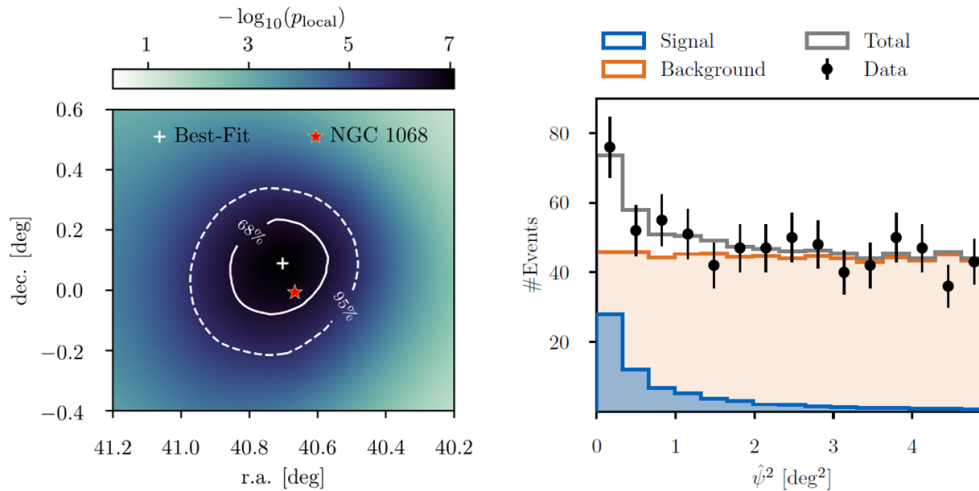 − log₁₀(p_local)
1 3 5 7
Best-Fit
NGC 1068
68%
95%
0.6
0.4
0.2
0.0
−0.2
−0.4
dec. [deg]
41.2 41.0 40.8 40.6 40.4 40.2
r.a. [deg]
Signal
Total
Background
Data
80
60
40
20
#Events
0 1 2 3 4
ψ̂² [deg²]